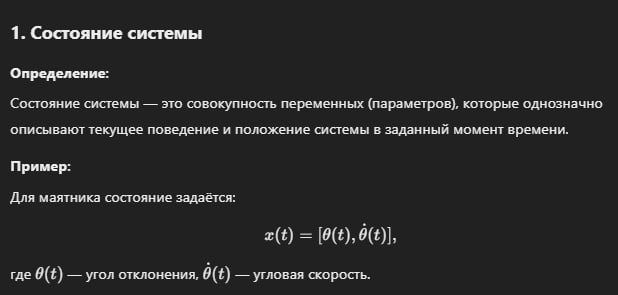 1. Состояние системы
Определение:
Состояние системы — это совокупность переменных (параметров), которые однозначно
описывают текущее поведение и положение системы в заданный момент времени.
Пример:
Для маятника состояние задаётся:
x(t) = [θ(t), θ̇(t)],
где θ(t) — угол отклонения, θ̇(t) — угловая скорость.